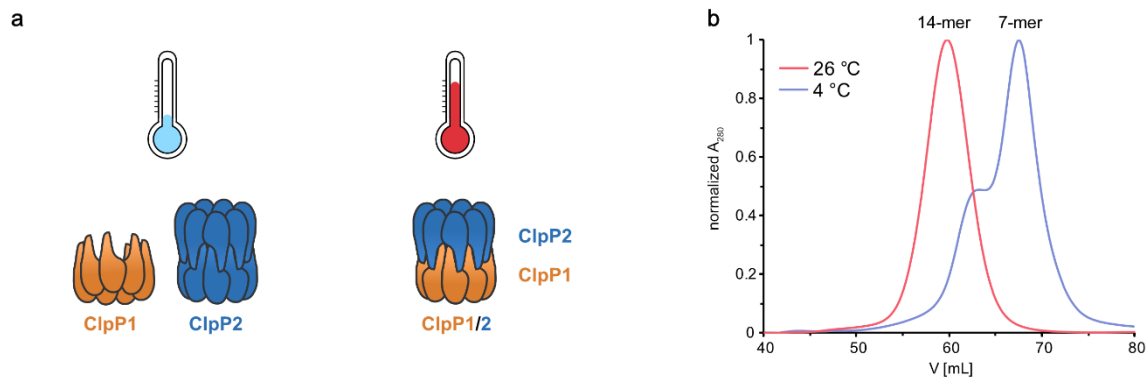 a
ClpP1
ClpP2
ClpP2
ClpP1
ClpP1/2
b
14-mer 7-mer
26 °C
4 °C
normalized A280
1
0.8
0.6
0.4
0.2
0
40 50 60 70 80
V [mL]